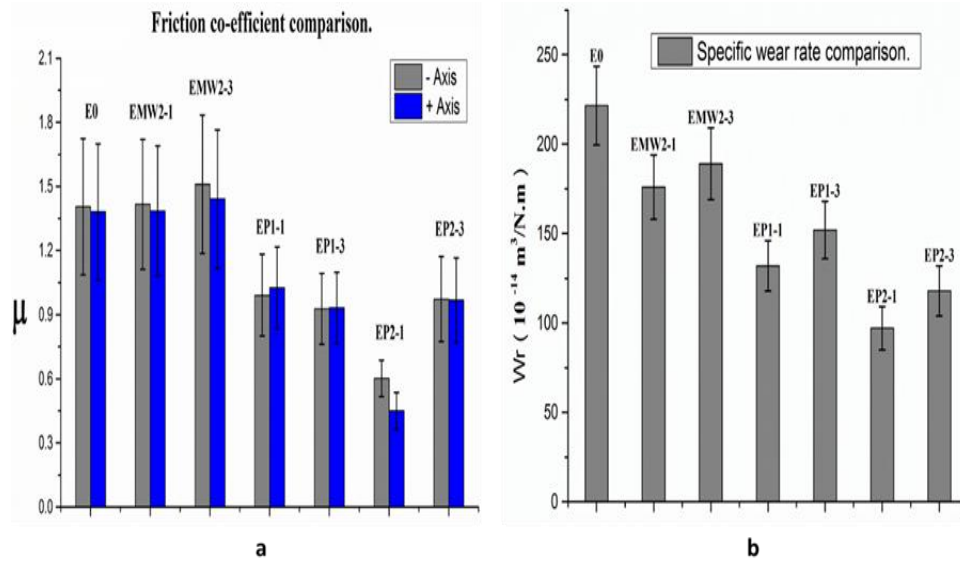 Friction co-efficient comparison.
2.1
1.8
1.5
1.2
0.9
0.6
0.3
0.0
μ
- Axis
+ Axis
E0
EMW2-1
EMW2-3
EP1-1
EP1-3
EP2-1
EP2-3
a
250
200
150
100
50
0
Wr ( 10 -14 m3/N.m )
Specific wear rate comparison.
E0
EMW2-1
EMW2-3
EP1-1
EP1-3
EP2-1
EP2-3
b